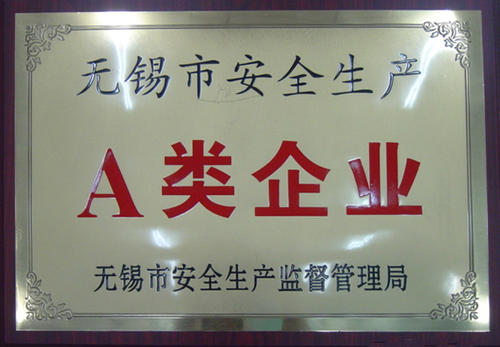 无锡市安全生产
A类企业
无锡市安全生产监督管理局